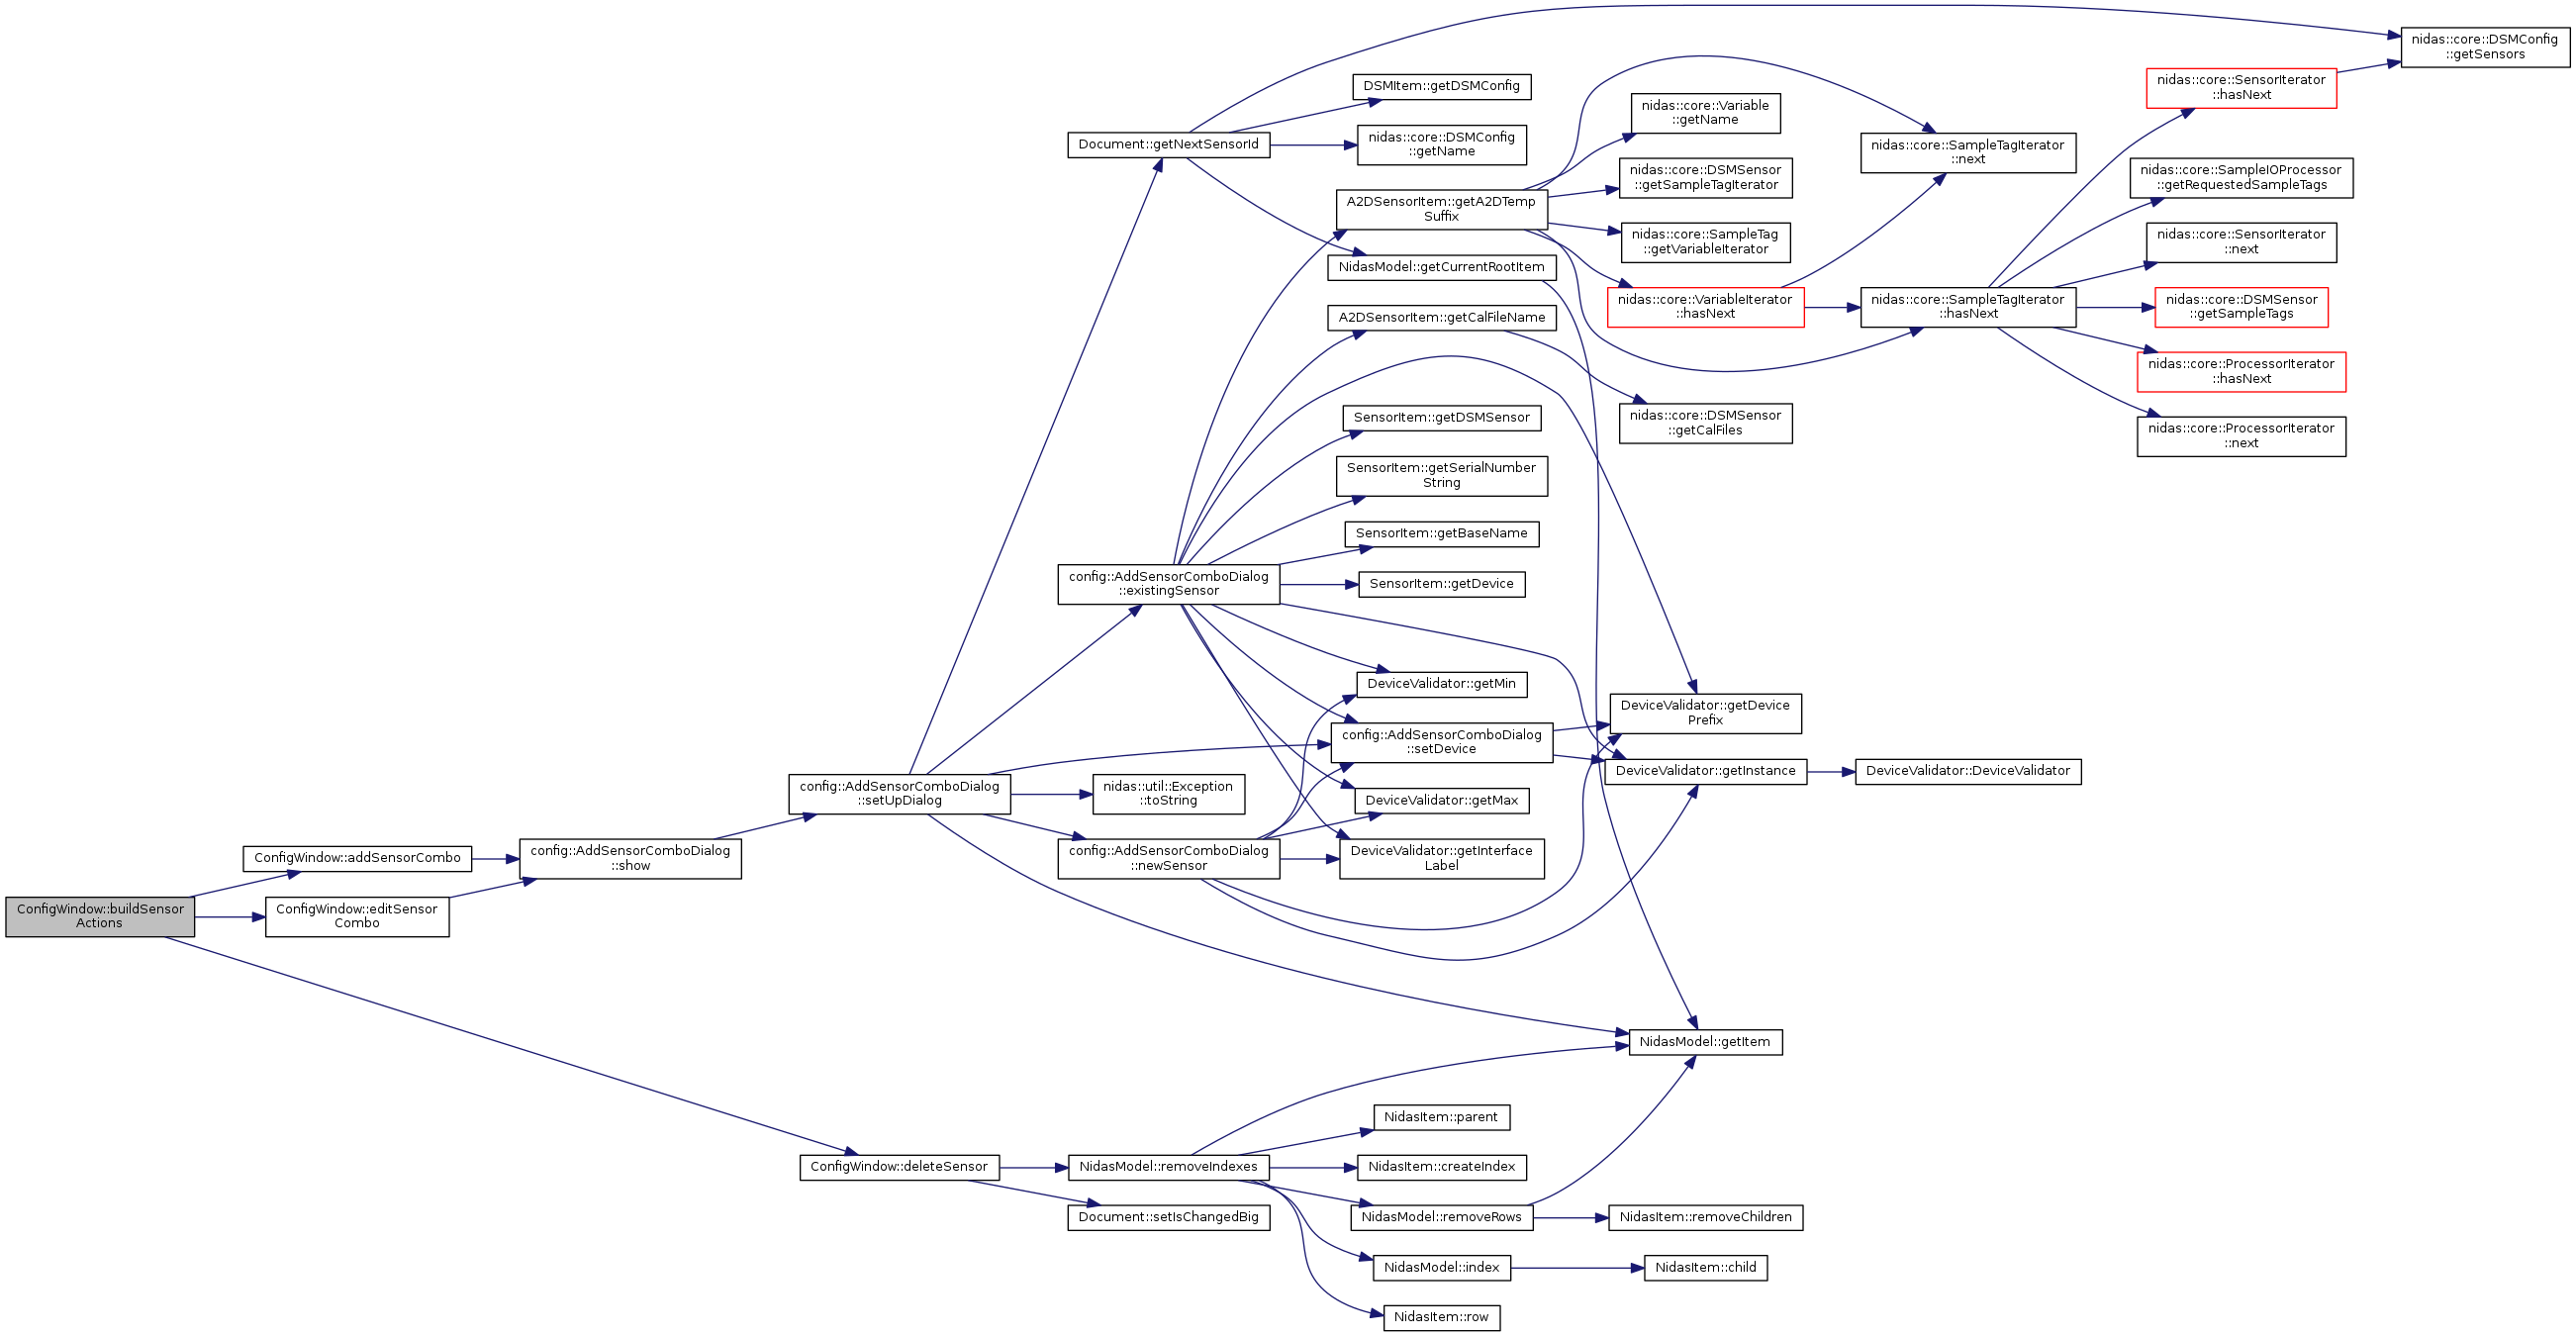 ConfigWindow::buildSensor
Actions
ConfigWindow::addSensorCombo
ConfigWindow::editSensor
Combo
config::AddSensorComboDialog
::show
config::AddSensorComboDialog
::setUpDialog
ConfigWindow::deleteSensor
Document::getNextSensorId
config::AddSensorComboDialog
::existingSensor
nidas::util::Exception
::toString
config::AddSensorComboDialog
::newSensor
NidasModel::removeIndexes
Document::setIsChangedBig
DSMItem::getDSMConfig
nidas::core::DSMConfig
::getName
A2DSensorItem::getA2DTemp
Suffix
NidasModel::getCurrentRootItem
A2DSensorItem::getCalFileName
SensorItem::getDSMSensor
SensorItem::getSerialNumber
String
SensorItem::getBaseName
SensorItem::getDevice
DeviceValidator::getMin
config::AddSensorComboDialog
::setDevice
DeviceValidator::getMax
DeviceValidator::getInterface
Label
NidasItem::parent
NidasItem::createIndex
NidasModel::removeRows
NidasModel::index
NidasItem::row
nidas::core::Variable
::getName
nidas::core::DSMSensor
::getSampleTagIterator
nidas::core::SampleTag
::getVariableIterator
nidas::core::VariableIterator
::hasNext
nidas::core::DSMSensor
::getCalFiles
DeviceValidator::getDevice
Prefix
DeviceValidator::getInstance
NidasModel::getItem
NidasItem::removeChildren
NidasItem::child
nidas::core::SampleTagIterator
::next
nidas::core::SampleTagIterator
::hasNext
DeviceValidator::DeviceValidator
nidas::core::SensorIterator
::hasNext
nidas::core::SampleIOProcessor
::getRequestedSampleTags
nidas::core::SensorIterator
::next
nidas::core::DSMSensor
::getSampleTags
nidas::core::ProcessorIterator
::hasNext
nidas::core::ProcessorIterator
::next
nidas::core::DSMConfig
::getSensors